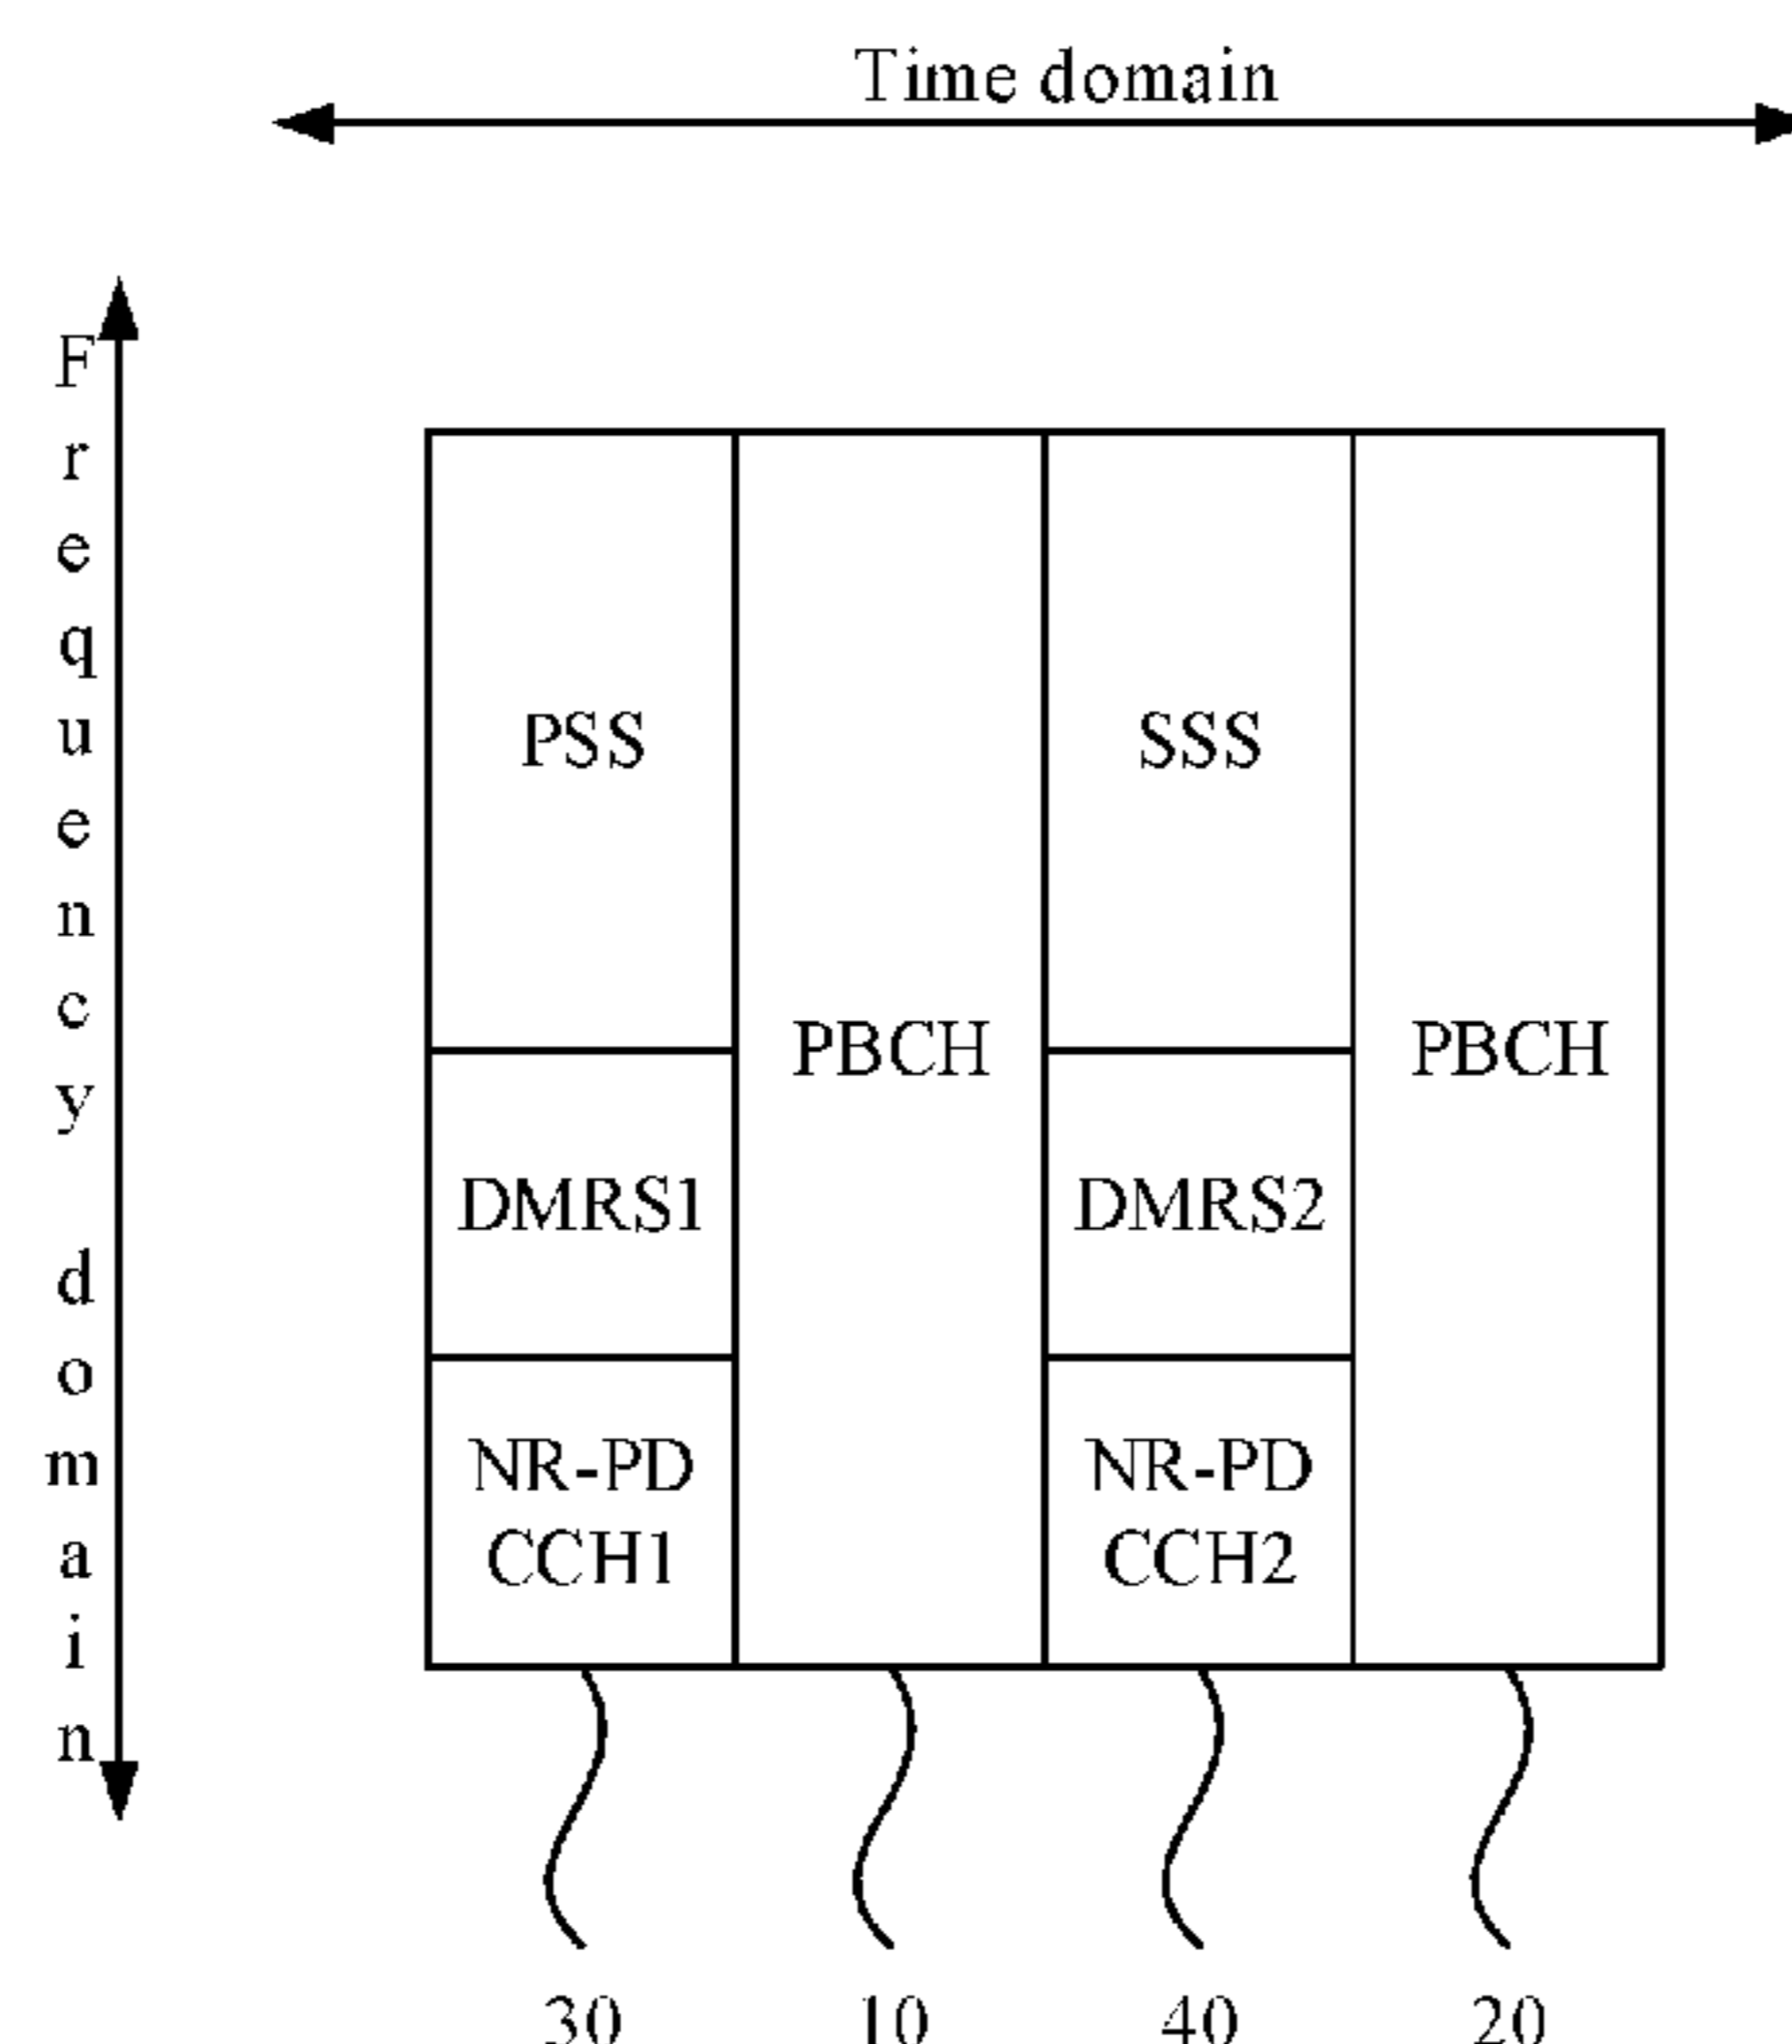 Time domain
Frequency domain
PSS
SSS
PBCH
PBCH
DMRS1
DMRS2
NR-PD
CCH1
NR-PD
CCH2
30
10
40
20